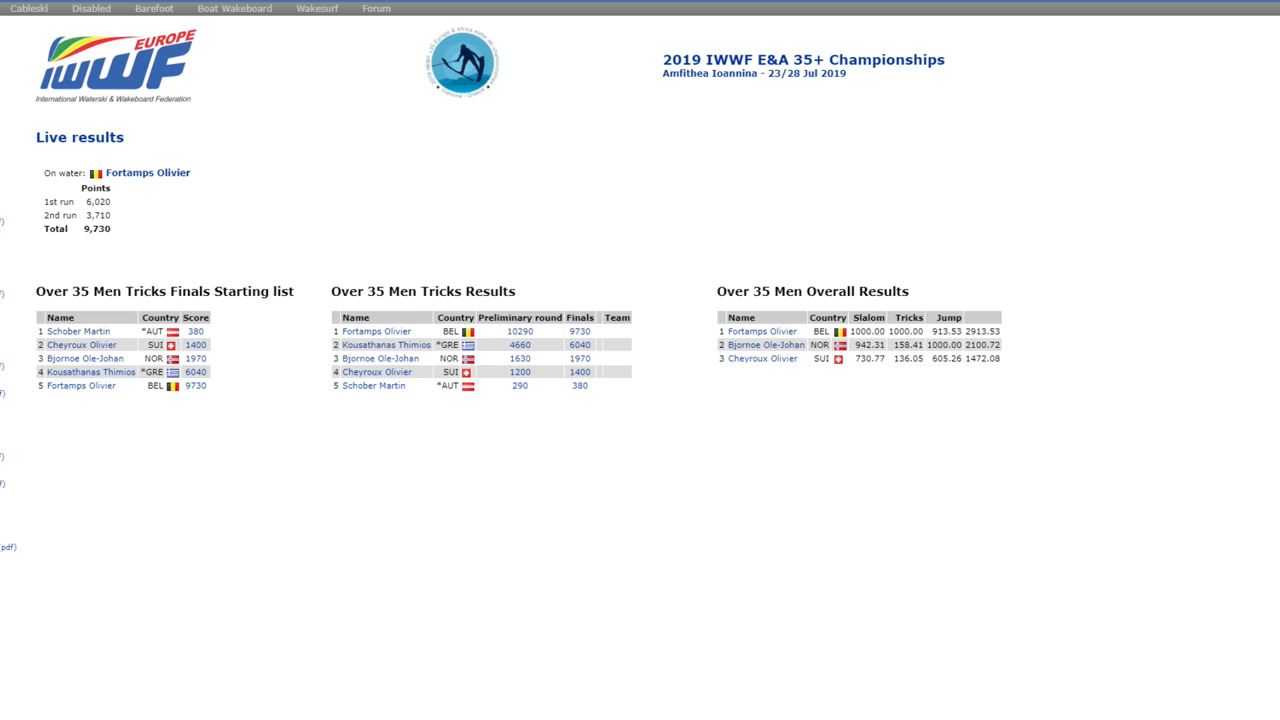 Cableski Disabled Barefoot Boat Wakeboard Wakesurf Forum
IWWF EUROPE
International Waterski & Wakeboard Federation
2019 IWWF E&A 35+ Championships
Amfithea Ioannina - 23/28 Jul 2019
Live results
On water: Fortamps Olivier
Points
1st run 6,020
2nd run 3,710
Total 9,730
Over 35 Men Tricks Finals Starting list
Name Country Score
1 Schober Martin *AUT 380
2 Cheyroux Olivier SUI 1400
3 Bjornoe Ole-Johan NOR 1970
4 Kousathanas Thimios *GRE 6040
5 Fortamps Olivier BEL 9730
Over 35 Men Tricks Results
Name Country Preliminary round Finals Team
1 Fortamps Olivier BEL 10290 9730
2 Kousathanas Thimios *GRE 4660 6040
3 Bjornoe Ole-Johan NOR 1630 1970
4 Cheyroux Olivier SUI 1200 1400
5 Schober Martin *AUT 290 380
Over 35 Men Overall Results
Name Country Slalom Tricks Jump
1 Fortamps Olivier BEL 1000.00 1000.00 913.53 2913.53
2 Bjornoe Ole-Johan NOR 942.31 158.41 1000.00 2100.72
3 Cheyroux Olivier SUI 730.77 136.05 605.26 1472.08
(pdf)